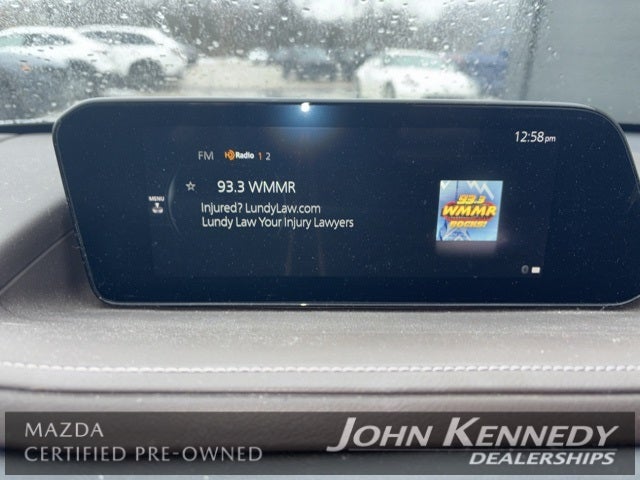 12:58pm
FM HD Radio 1 2
93.3 WMMR
MENU
Injured? LundyLaw.com
Lundy Law Your Injury Lawyers
93.3
WMMR
ROCKS!
MAZDA
CERTIFIED PRE-OWNED
JOHN KENNEDY
DEALERSHIPS